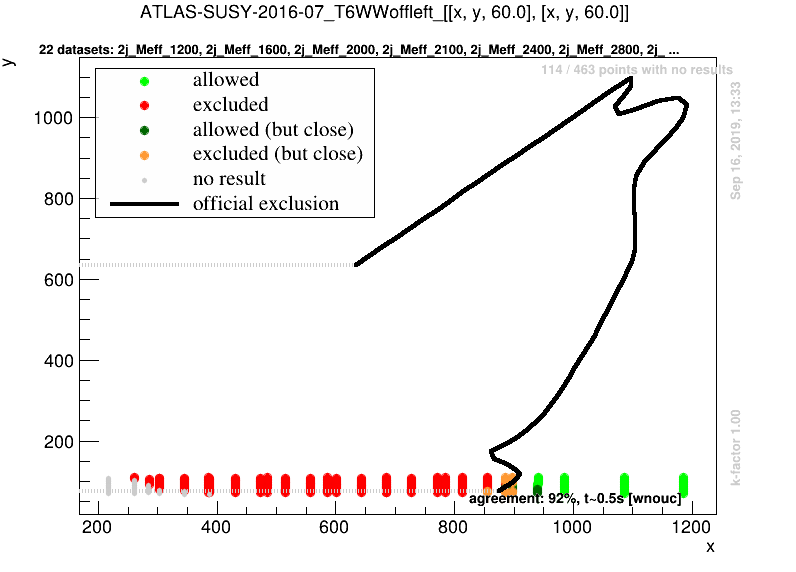 ATLAS-SUSY-2016-07_T6WWoffleft_[[x, y, 60.0], [x, y, 60.0]]
22 datasets: 2j_Meff_1200, 2j_Meff_1600, 2j_Meff_2000, 2j_Meff_2100, 2j_Meff_2400, 2j_Meff_2800, 2j_ ...
y
114 / 463 points with no results
allowed
excluded
allowed (but close)
excluded (but close)
no result
official exclusion
Sep 16, 2019, 13:33
k-factor 1.00
1000
800
600
400
200
agreement: 92%, t~0.5s [wnouc]
200 400 600 800 1000 1200
x